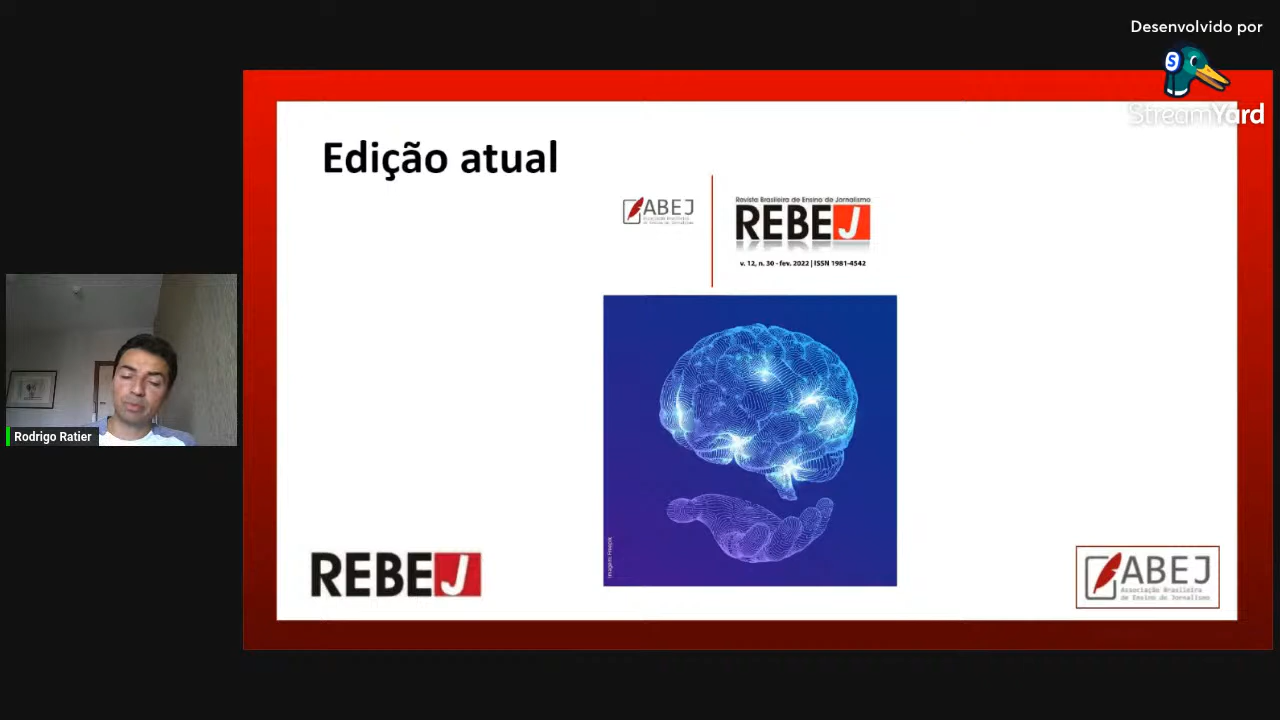 Desenvolvido por
StreamYard
Edição atual
ABEJ
Revista Brasileira de Ensino de Jornalismo
REBEJ
v. 12, n. 30 - fev. 2022 | ISSN 1981-4542
Rodrigo Ratier
REBEJ
ABEJ
Associação Brasileira
de Ensino de Jornalismo